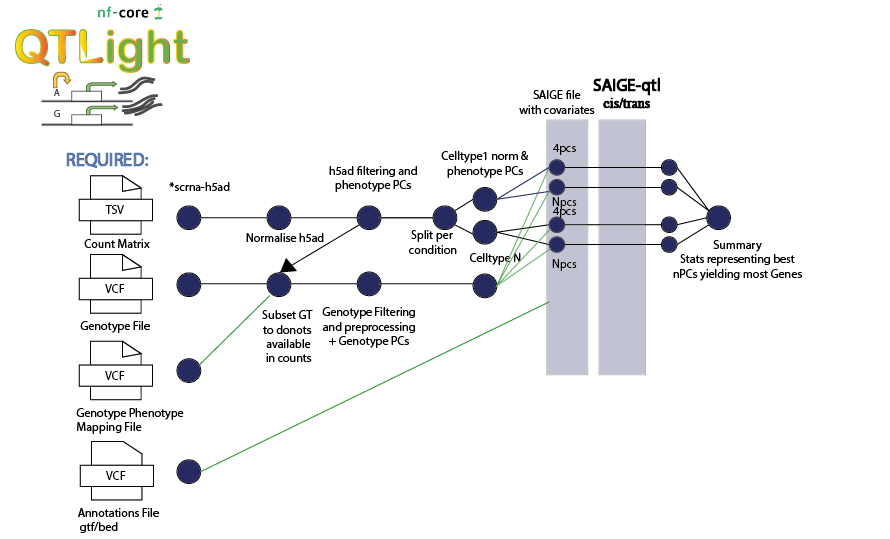 nf-core
QTLight
A
G
SAIGE file
with covariates
SAIGE-qtl
cis/trans
REQUIRED:
*scrna-h5ad
h5ad filtering and
phenotype PCs
Celltype1 norm &
phenotype PCs
4pcs
Npcs
4pcs
Npcs
TSV
Count Matrix
Normalise h5ad
Split per
condition
Celltype N
Summary
Stats representing best
nPCs yielding most Genes
VCF
Genotype File
Subset GT
to donots
available
in counts
Genotype Filtering
and preprocessing
+ Genotype PCs
VCF
Genotype Phenotype
Mapping File
VCF
Annotations File
gtf/bed